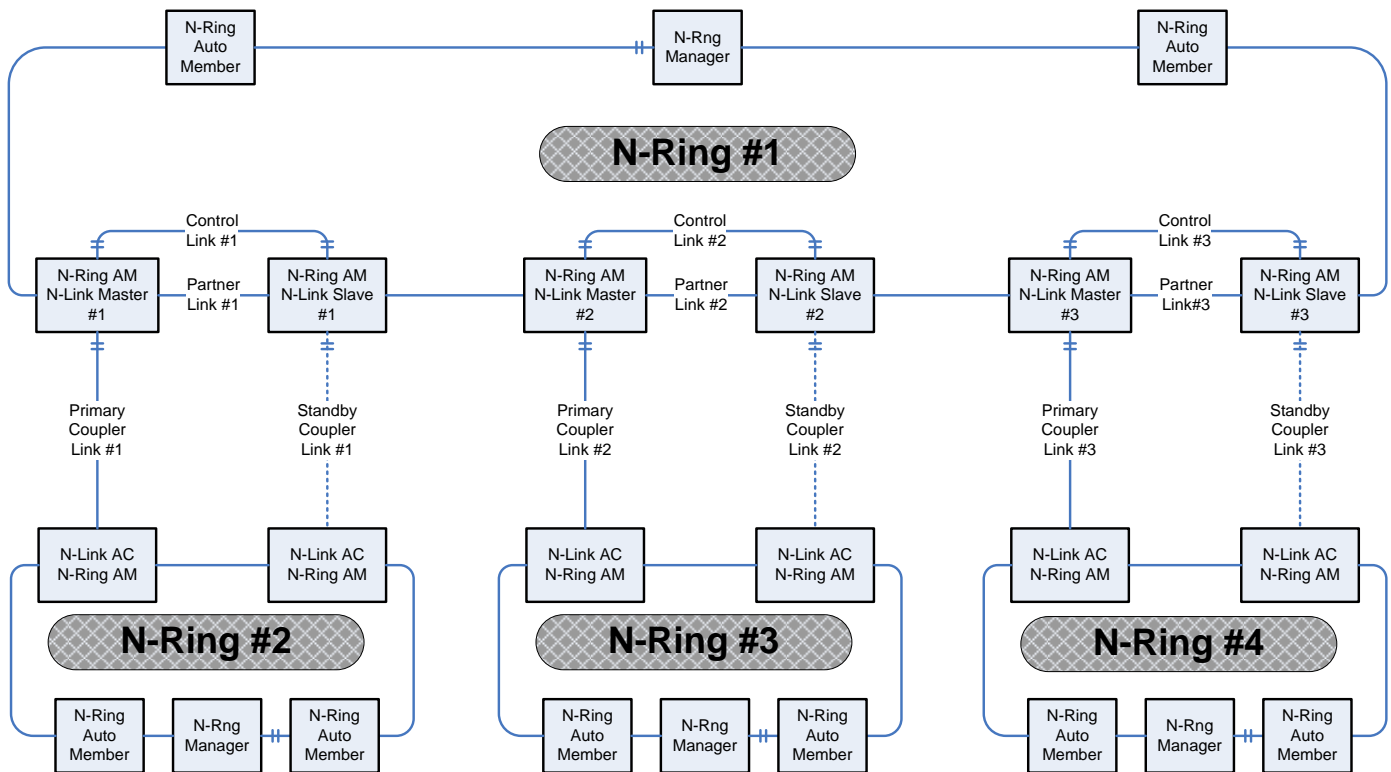 N-Ring
Auto
Member
N-Rng
Manager
N-Ring
Auto
Member
N-Ring #1
Control
Link #1
Control
Link #2
Control
Link #3
N-Ring AM
N-Link Master
#1
Partner
Link #1
N-Ring AM
N-Link Slave
#1
N-Ring AM
N-Link Master
#2
Partner
Link #2
N-Ring AM
N-Link Slave
#2
N-Ring AM
N-Link Master
#3
Partner
Link#3
N-Ring AM
N-Link Slave
#3
Primary
Coupler
Link #1
Standby
Coupler
Link #1
Primary
Coupler
Link #2
Standby
Coupler
Link #2
Primary
Coupler
Link #3
Standby
Coupler
Link #3
N-Link AC
N-Ring AM
N-Link AC
N-Ring AM
N-Link AC
N-Ring AM
N-Link AC
N-Ring AM
N-Link AC
N-Ring AM
N-Link AC
N-Ring AM
N-Ring #2
N-Ring #3
N-Ring #4
N-Ring
Auto
Member
N-Rng
Manager
N-Ring
Auto
Member
N-Ring
Auto
Member
N-Rng
Manager
N-Ring
Auto
Member
N-Ring
Auto
Member
N-Rng
Manager
N-Ring
Auto
Member